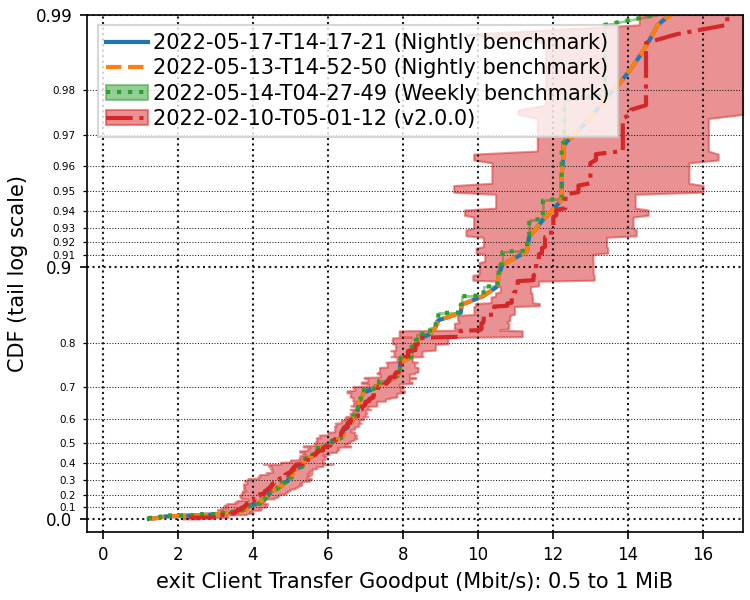 0.99
2022-05-17-T14-17-21 (Nightly benchmark)
2022-05-13-T14-52-50 (Nightly benchmark)
2022-05-14-T04-27-49 (Weekly benchmark)
2022-02-10-T05-01-12 (v2.0.0)
0.98
0.97
0.96
0.95
0.94
0.93
0.92
0.91
0.9
0.8
0.7
0.6
0.5
0.4
0.3
0.2
0.1
0.0
CDF (tail log scale)
0 2 4 6 8 10 12 14 16
exit Client Transfer Goodput (Mbit/s): 0.5 to 1 MiB